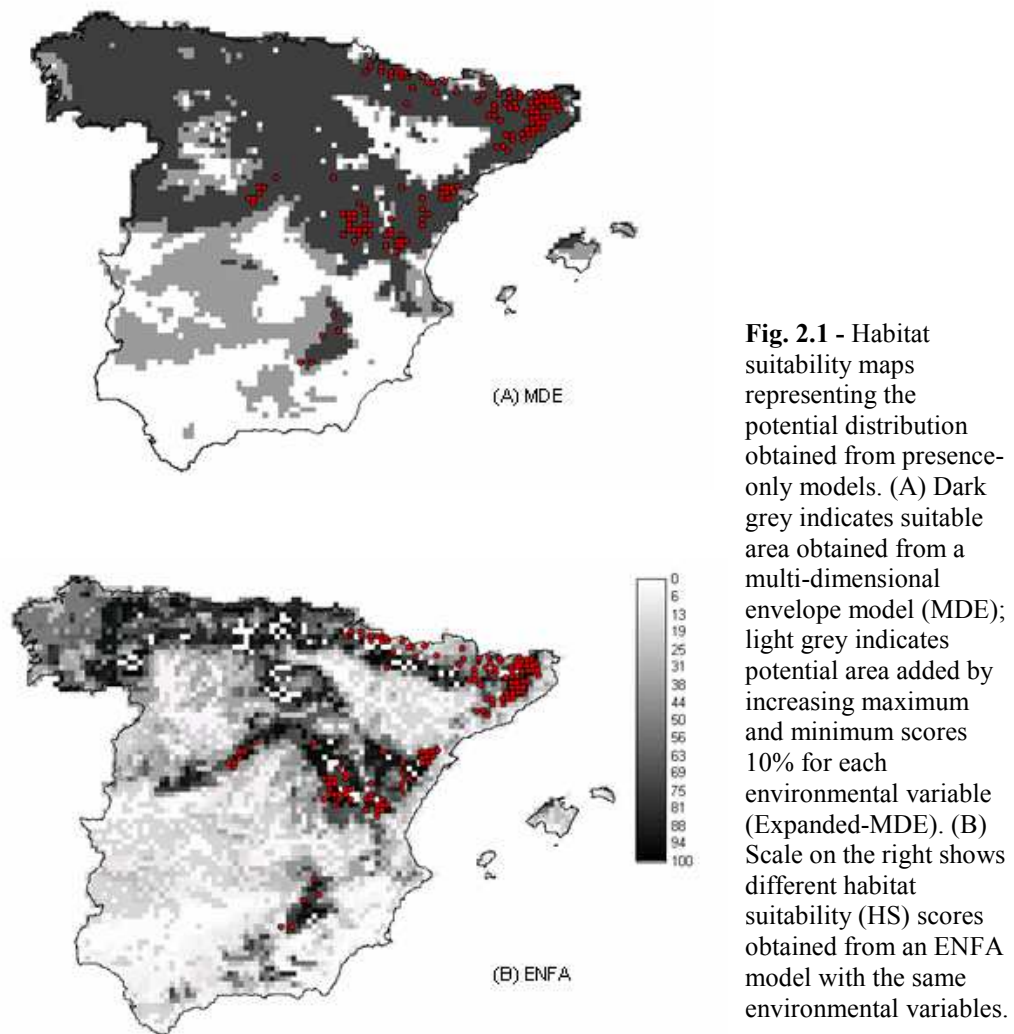 (A) MDE
0
6
13
19
25
31
38
44
50
56
63
69
75
81
88
94
100
(B) ENFA
Fig. 2.1 - Habitat
suitability maps
representing the
potential distribution
obtained from presence-
only models. (A) Dark
grey indicates suitable
area obtained from a
multi-dimensional
envelope model (MDE);
light grey indicates
potential area added by
increasing maximum
and minimum scores
10% for each
environmental variable
(Expanded-MDE). (B)
Scale on the right shows
different habitat
suitability (HS) scores
obtained from an ENFA
model with the same
environmental variables.